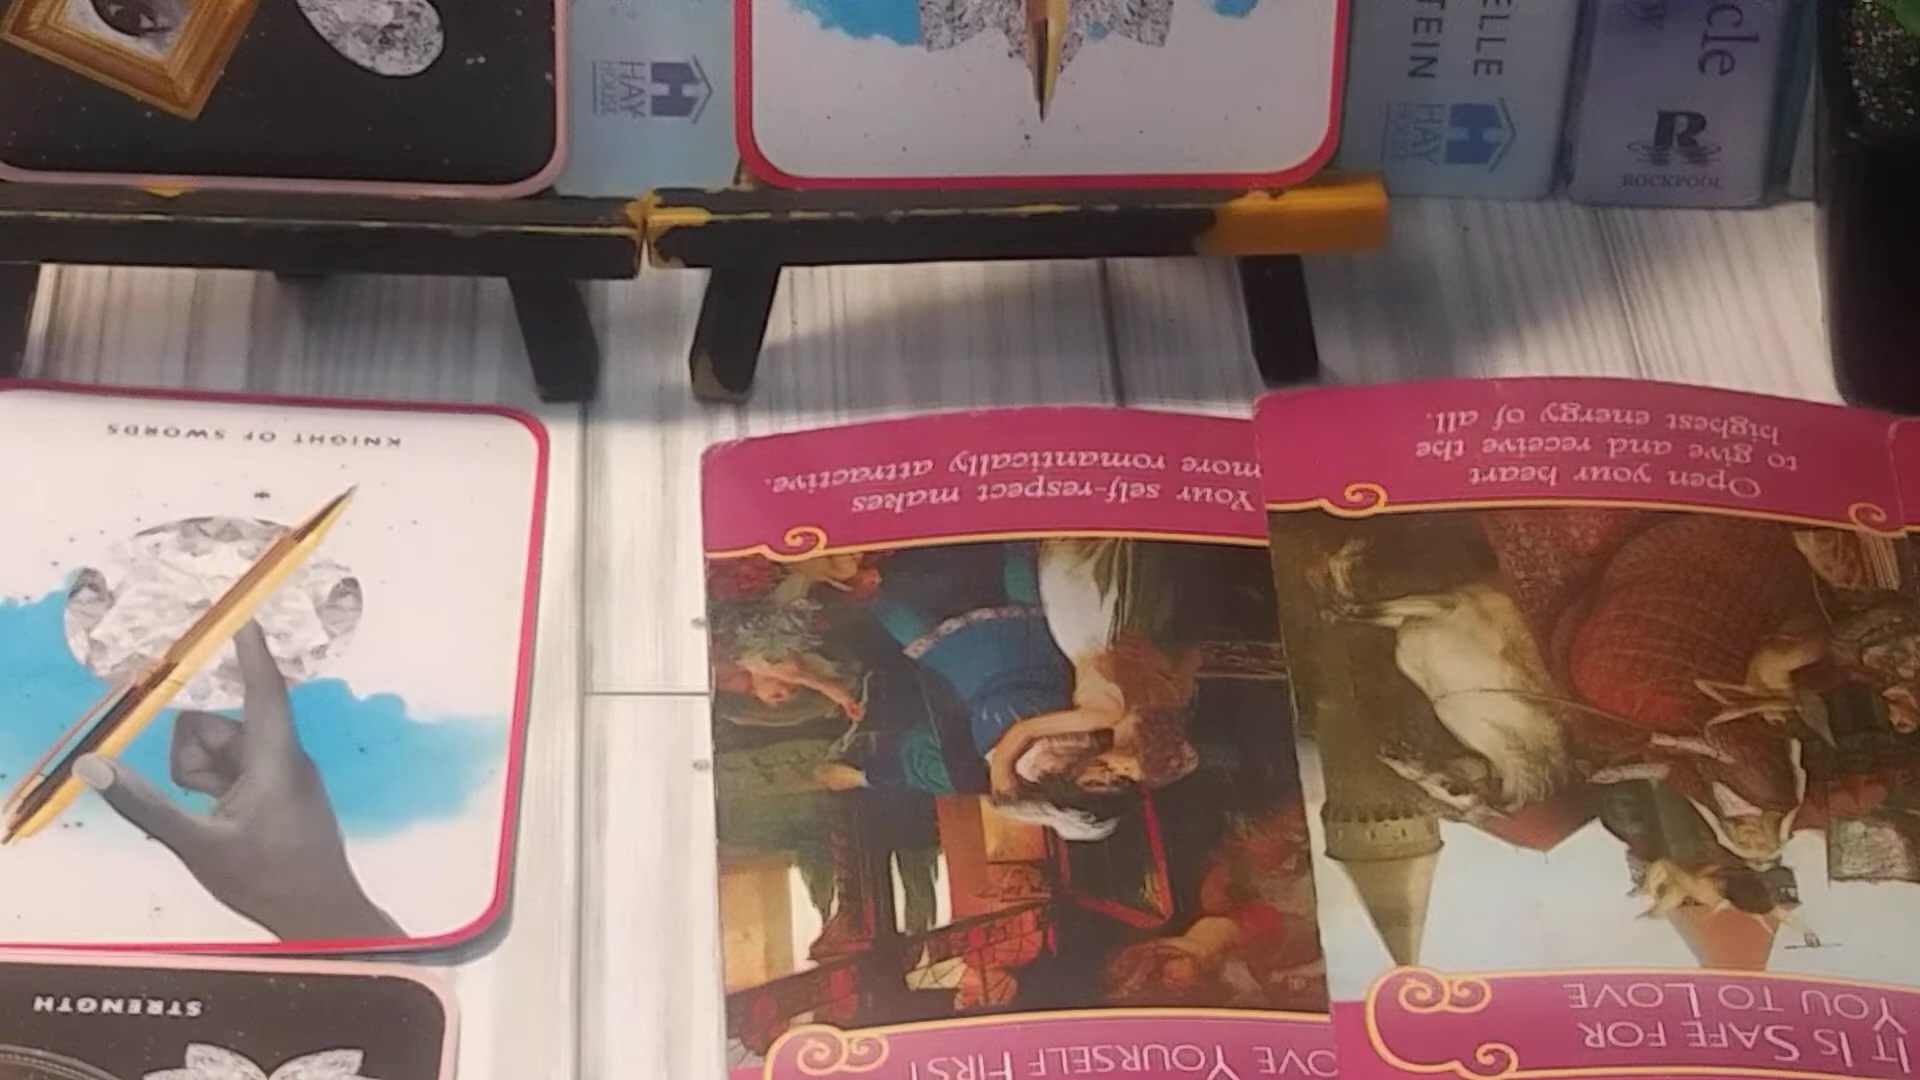 HAY
HOUSE
ELLE
TEIN
HAY
HOUSE
cle
R
ROCKPOOL
KNIGHT OF SWORDS
STRENGTH
Your self-respect makes
more romantically attractive.
OVE YOURSELF FIRST
Open your heart
to give and receive the
highest energy of all.
IT IS SAFE FOR
YOU TO LOVE